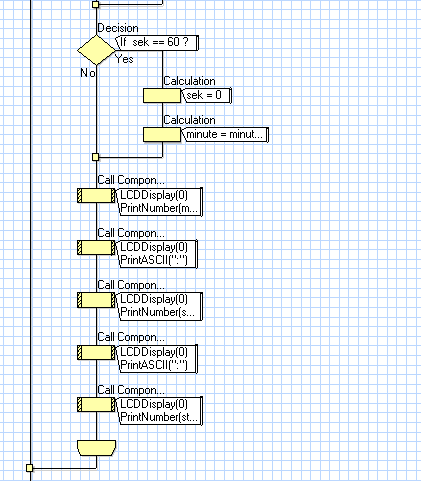 Decision
If sek == 60 ?
Yes
No
Calculation
sek = 0
Calculation
minute = minut...
Call Compon...
LCDDisplay(0)
PrintNumber(m...
Call Compon...
LCDDisplay(0)
PrintASCII(":")
Call Compon...
LCDDisplay(0)
PrintNumber(s...
Call Compon...
LCDDisplay(0)
PrintASCII(":")
Call Compon...
LCDDisplay(0)
PrintNumber(st...